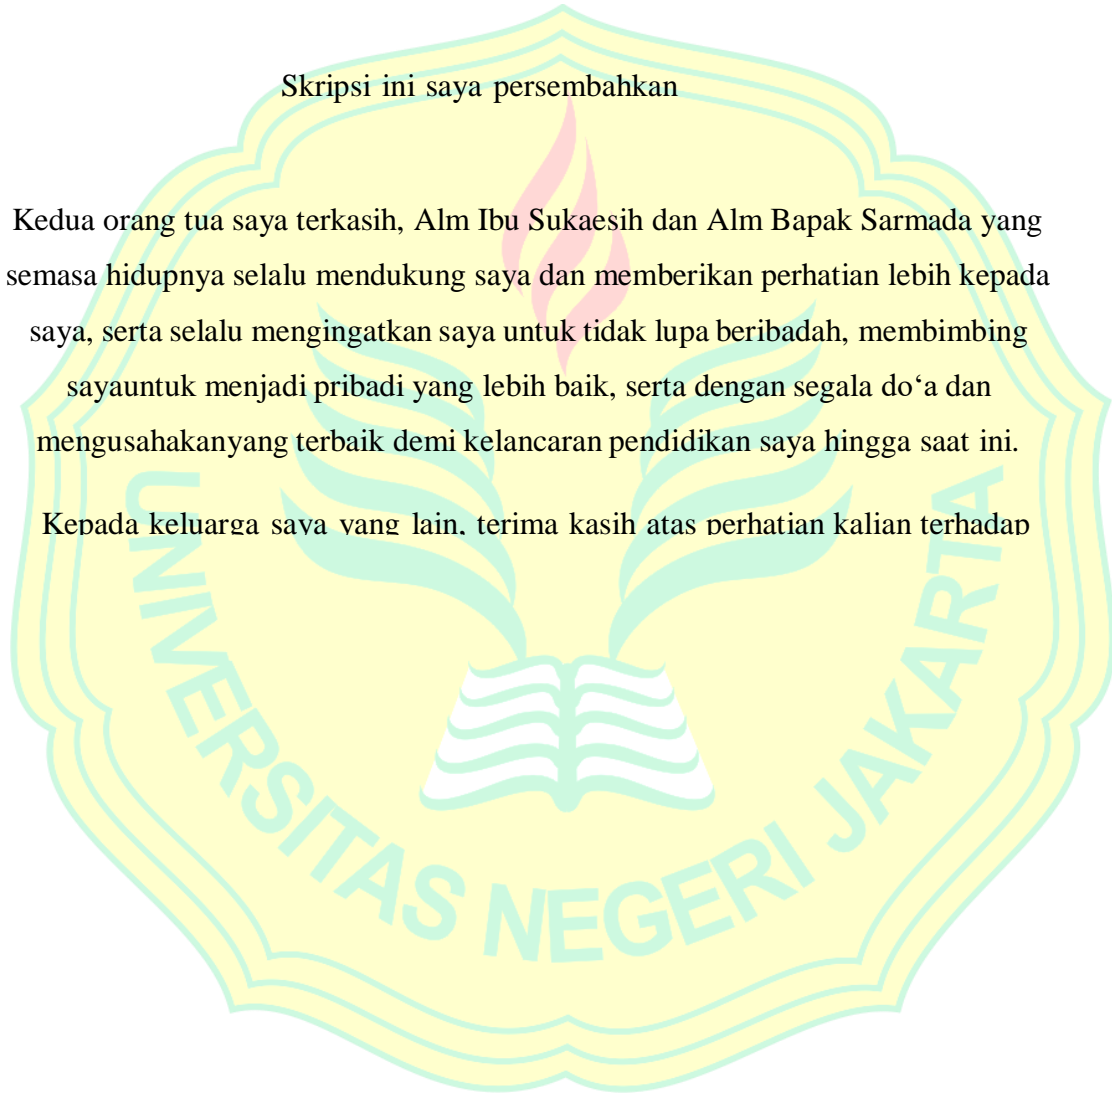 Skripsi ini saya persembahkan
Kedua orang tua saya terkasih, Alm Ibu Sukaesih dan Alm Bapak Sarmada yang
semasa hidupnya selalu mendukung saya dan memberikan perhatian lebih kepada
saya, serta selalu mengingatkan saya untuk tidak lupa beribadah, membimbing
sayauntuk menjadi pribadi yang lebih baik, serta dengan segala do‘a dan
mengusahakanyang terbaik demi kelancaran pendidikan saya hingga saat ini.
Kepada keluarga saya yang lain, terima kasih atas perhatian kalian terhadap
UNIVERSITAS NEGERI JAKARTA